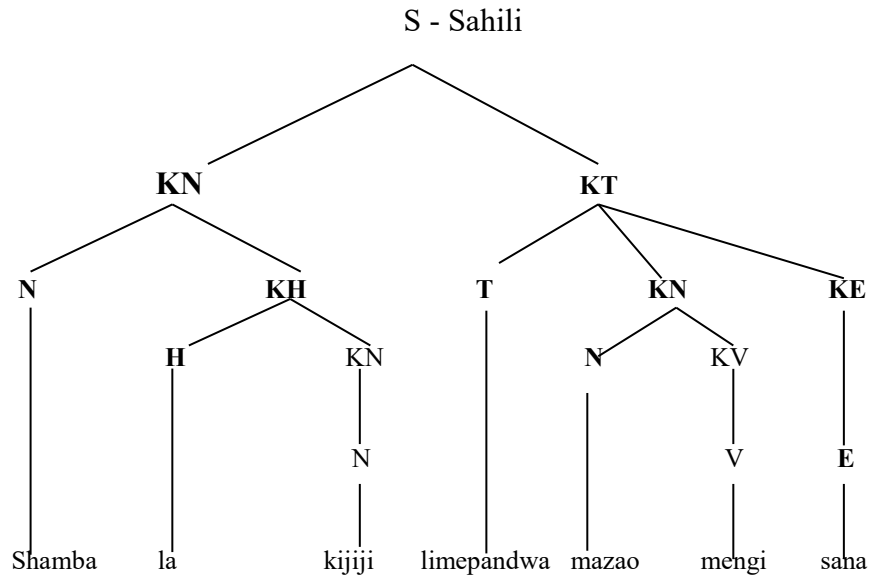 S - Sahili
KN KT
N KH T KN KE
H KN N KV
N V E
Shamba la kijiji limepandwa mazao mengi sana